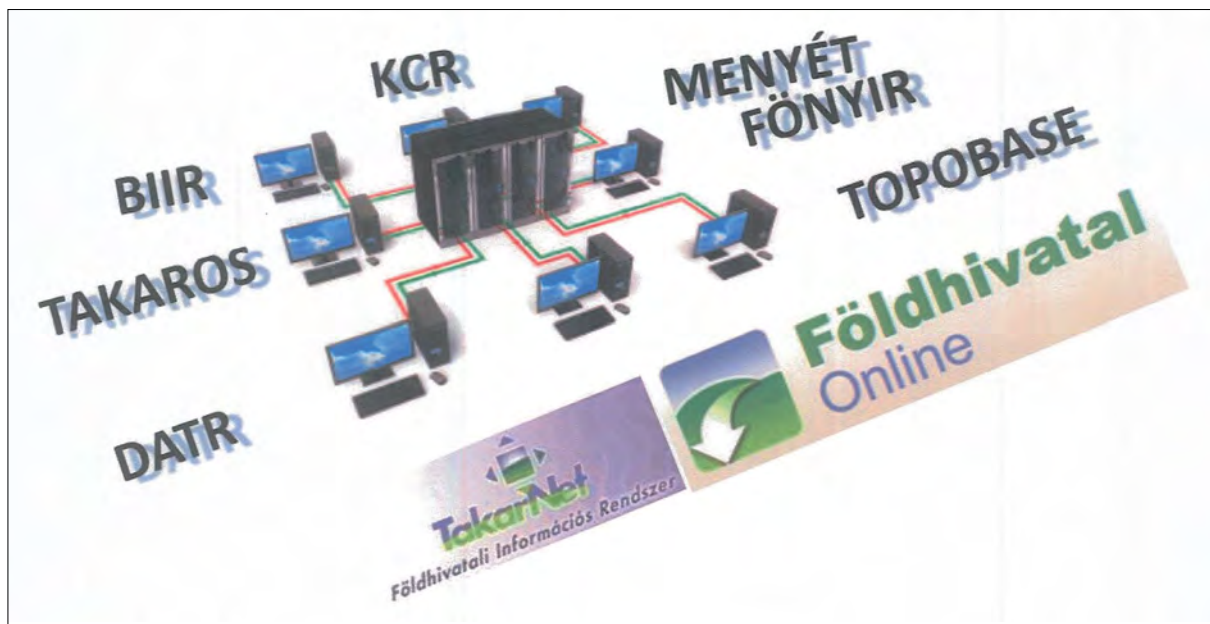 KCR
MENYÉT
FÖNYIR
BIIR
TOPOBASE
TAKAROS
Földhivatal
Online
DATR
TakarNet
Földhivatali Információs Rendszer